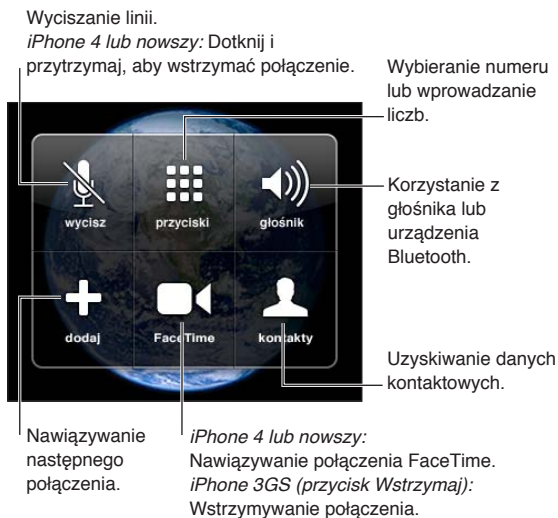 Wyciszanie linii.
iPhone 4 lub nowszy: Dotknij i
przytrzymaj, aby wstrzymać połączenie.
Wybieranie numeru
lub wprowadzanie
liczb.
wycisz
przyciski
głośnik
Korzystanie z
głośnika lub
urządzenia
Bluetooth.
dodaj
FaceTime
kontakty
Uzyskiwanie danych
kontaktowych.
Nawiązywanie
następnego
połączenia.
iPhone 4 lub nowszy:
Nawiązywanie połączenia FaceTime.
iPhone 3GS (przycisk Wstrzymaj):
Wstrzymywanie połączenia.